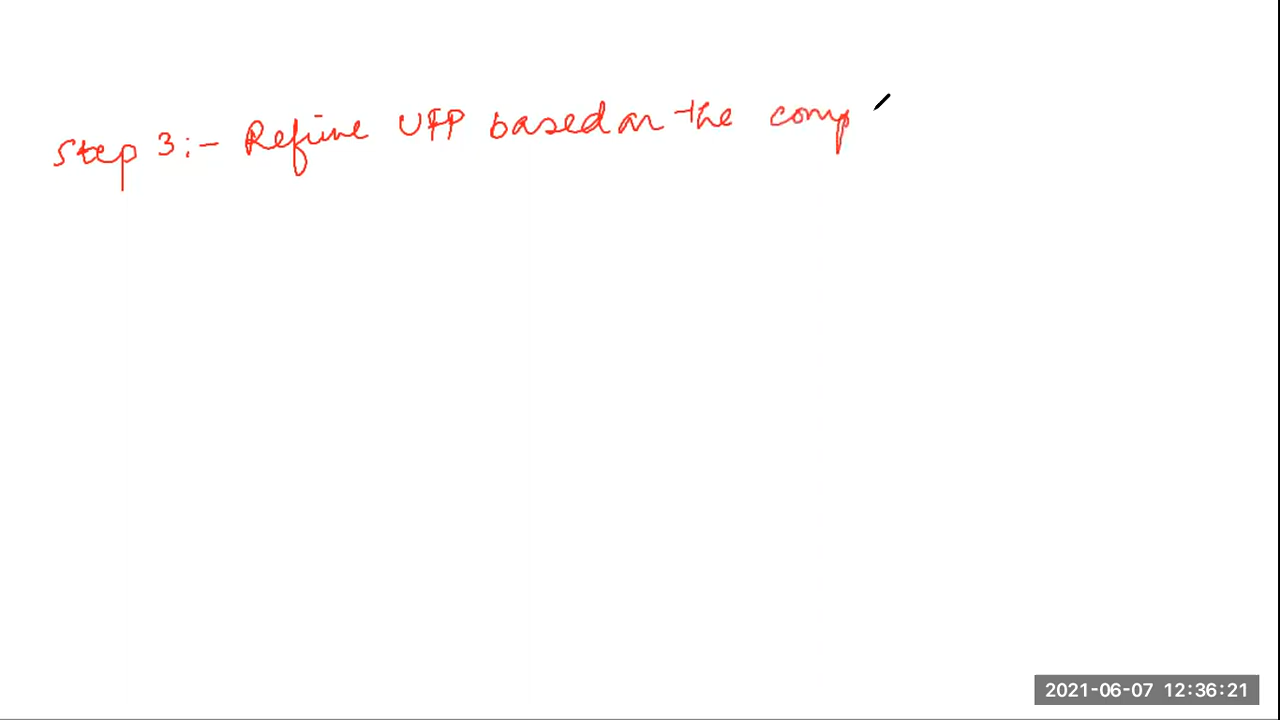 Step 3:- Refine UFP based on the comp
2021-06-07 12:36:21